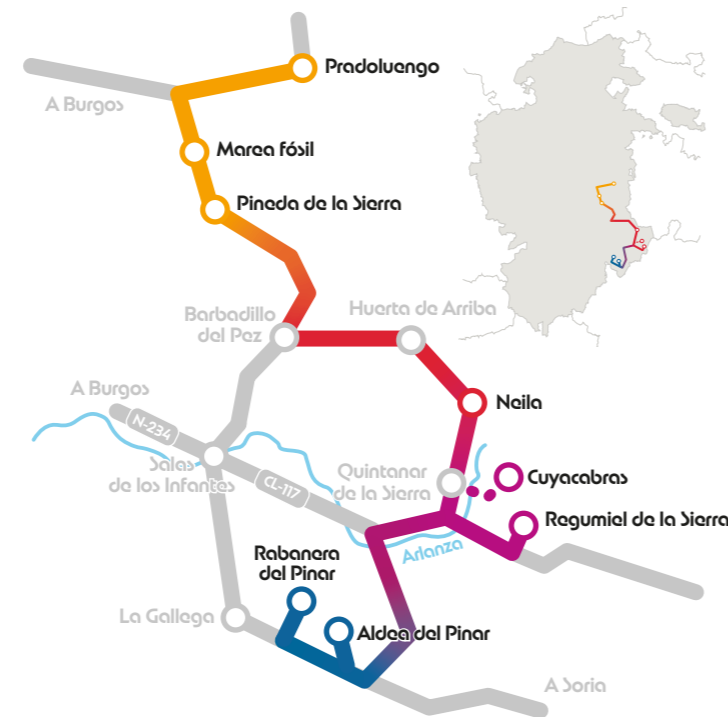 Pradoluengo
A Burgos
Marea fósil
Pineda de la Sierra
Barbadillo
del Pez
Huerta de Arriba
A Burgos
Neila
N-234
Salas
de los Infantes
CL-117
Quintanar
de la Sierra
Cuyacabras
Regumiel de la Sierra
Arlanza
Rabanera
del Pinar
La Gallega
Aldea del Pinar
A Soria